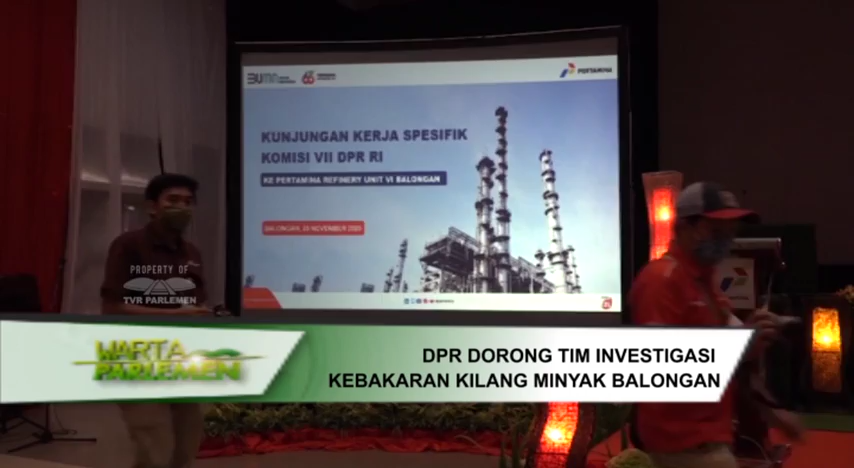 BUMN
PERTAMINA
KUNJUNGAN KERJA SPESIFIK
KOMISI VII DPR RI
KE PERTAMINA REFINERY UNIT VI BALONGAN
PROPERTY OF
TVR PARLEMEN
WARTA
PARLEMEN
DPR DORONG TIM INVESTIGASI
KEBAKARAN KILANG MINYAK BALONGAN